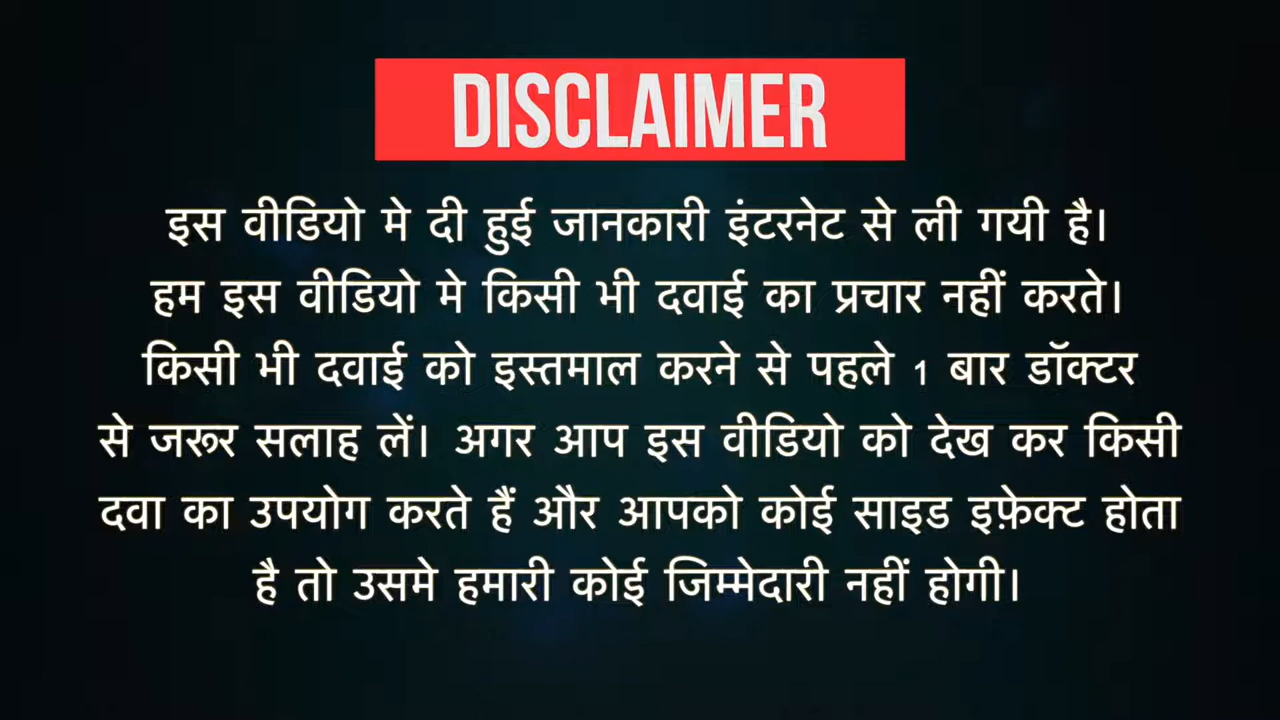 DISCLAIMER
इस वीडियो मे दी हुई जानकारी इंटरनेट से ली गयी है।
हम इस वीडियो मे किसी भी दवाई का प्रचार नहीं करते।
किसी भी दवाई को इस्तमाल करने से पहले 1 बार डॉक्टर
से जरूर सलाह लें। अगर आप इस वीडियो को देख कर किसी
दवा का उपयोग करते हैं और आपको कोई साइड इफ़ेक्ट होता
है तो उसमे हमारी कोई जिम्मेदारी नहीं होगी।